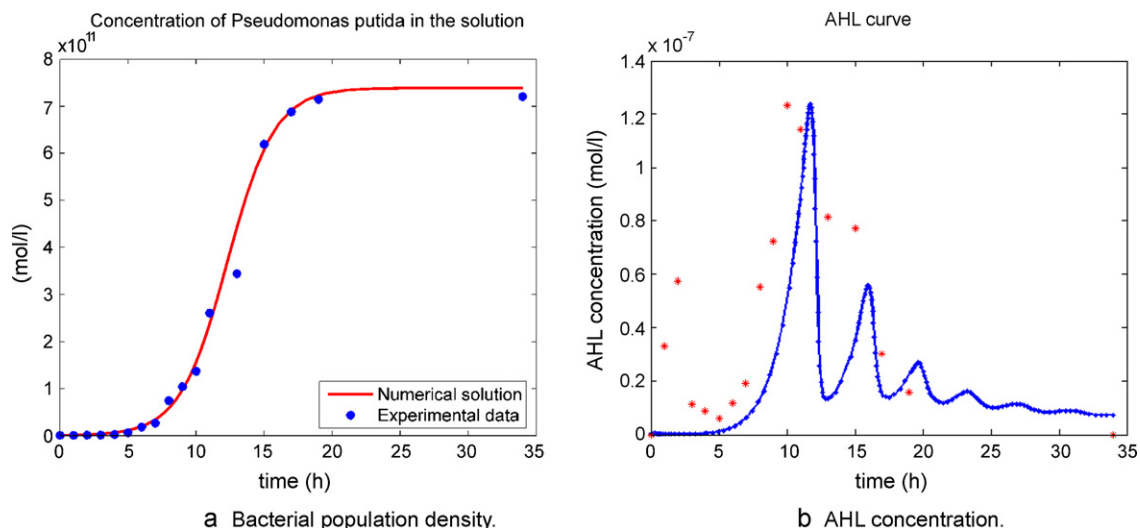 Concentration of Pseudomonas putida in the solution
×10¹¹
8
7
6
5
4
3
2
1
0
(mol/l)
0 5 10 15 20 25 30 35
time (h)
Numerical solution
Experimental data
a Bacterial population density.
AHL curve
× 10⁻⁷
1.4
1.2
1
0.8
0.6
0.4
0.2
0
AHL concentration (mol/l)
0 5 10 15 20 25 30 35
time (h)
b AHL concentration.